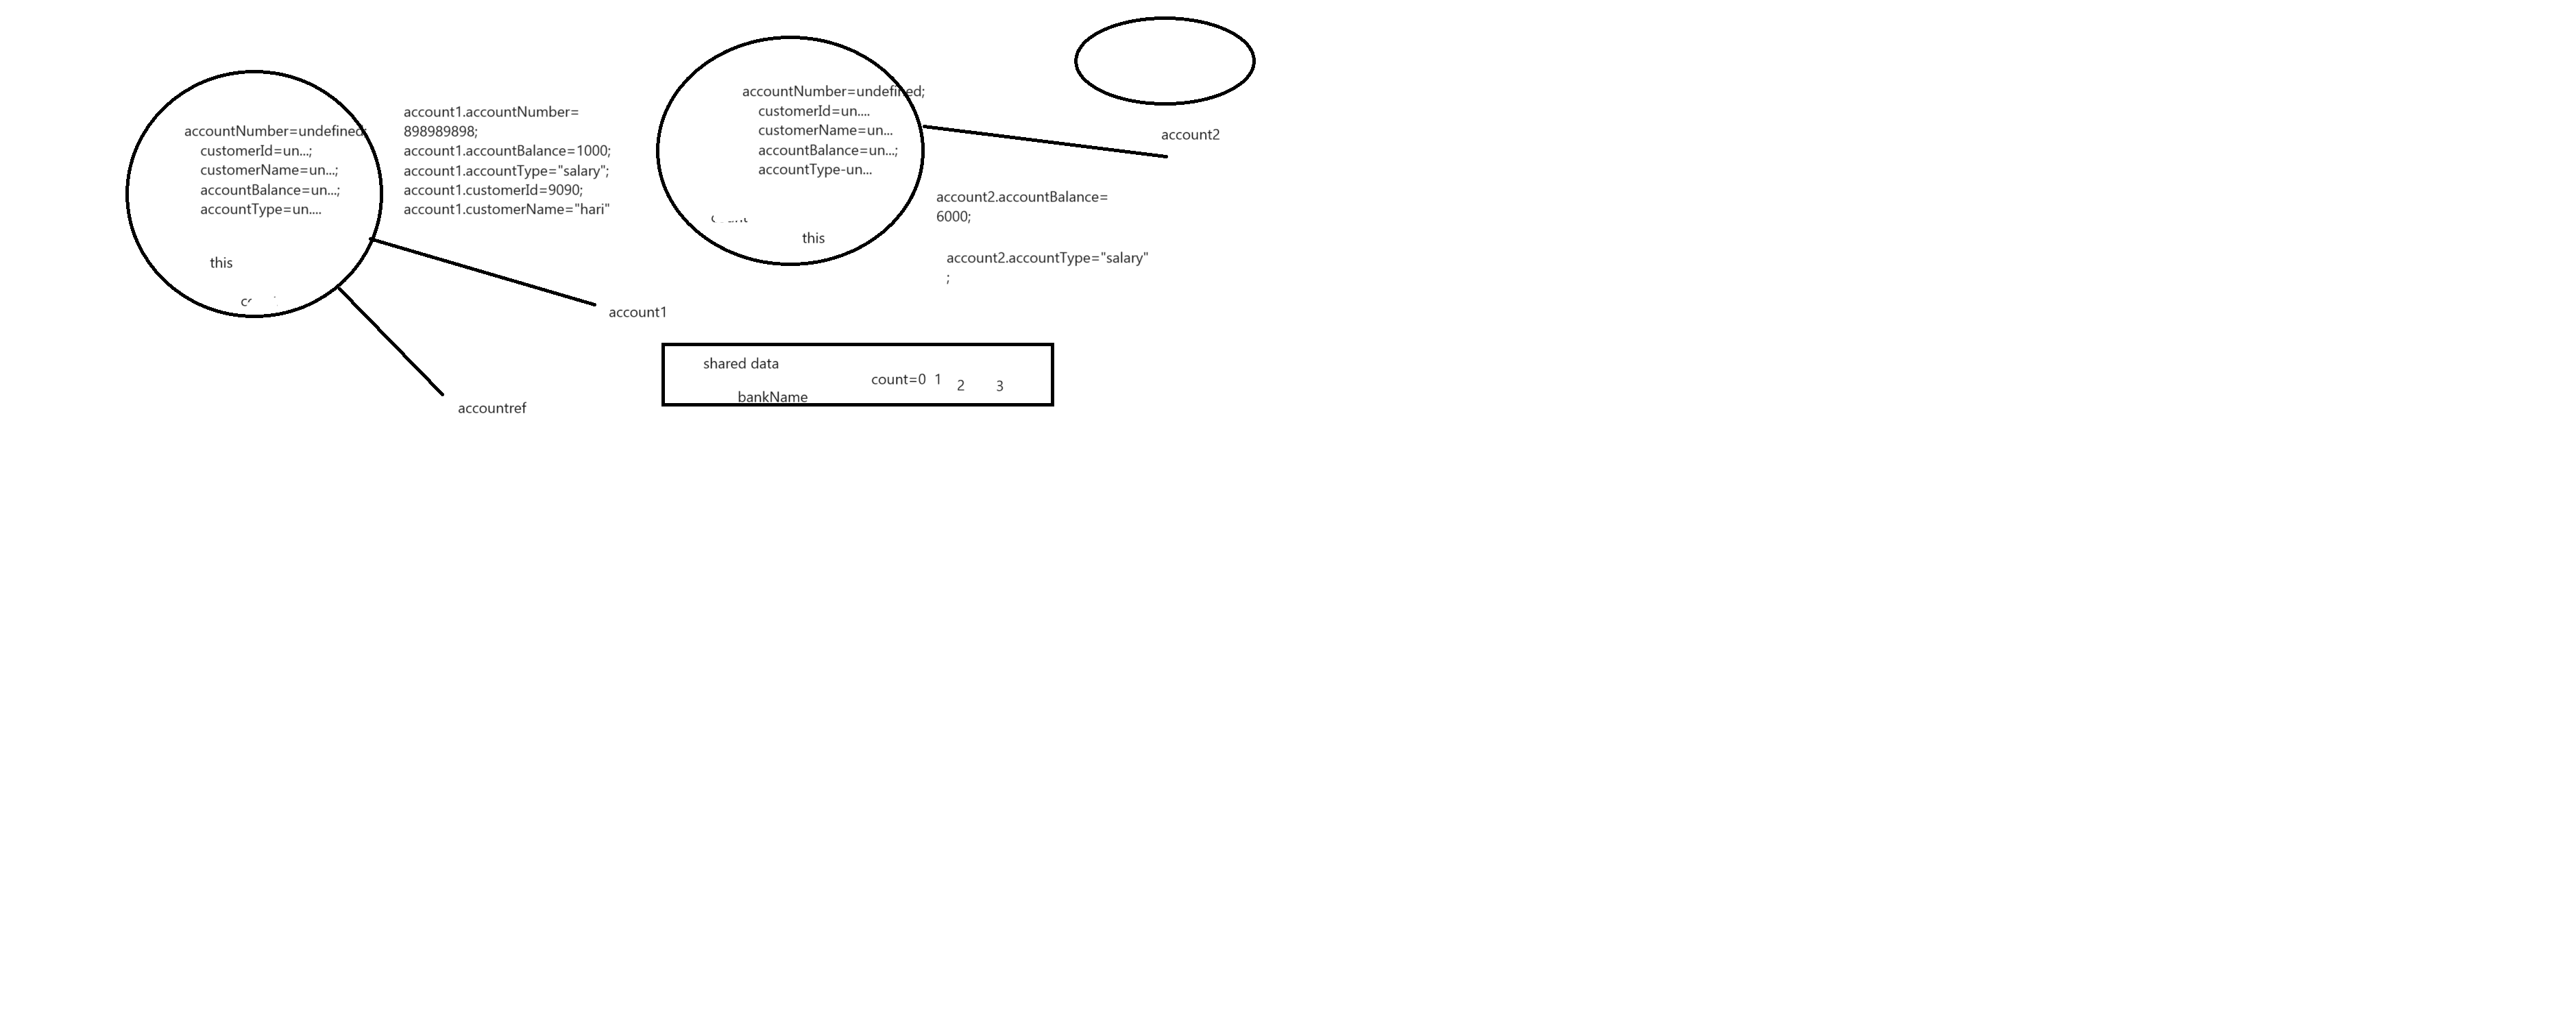 accountNumber=undefined;
customerId=un...;
customerName=un...;
accountBalance=un...;
accountType=un....
this
account1.accountNumber=
898989898;
account1.accountBalance=1000;
account1.accountType="salary";
account1.customerId=9090;
account1.customerName="hari"
account1
accountref
accountNumber=undefined;
customerId=un....
customerName=un...
accountBalance=un...;
accountType-un...
this
account2
account2.accountBalance=
6000;
account2.accountType="salary"
;
shared data
count=0 1 2 3
bankName